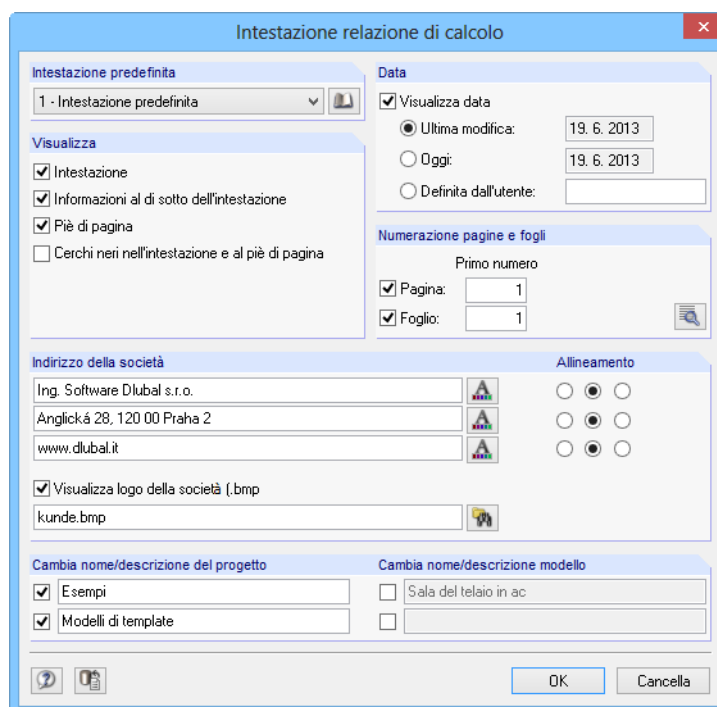 Intestazione relazione di calcolo
Intestazione predefinita
1 - Intestazione predefinita
Visualizza
Intestazione
Informazioni al di sotto dell'intestazione
Piè di pagina
Cerchi neri nell'intestazione e al piè di pagina
Data
Visualizza data
Ultima modifica: 19. 6. 2013
Oggi: 19. 6. 2013
Definita dall'utente:
Numerazione pagine e fogli
Primo numero
Pagina: 1
Foglio: 1
Indirizzo della società Allineamento
Ing. Software Dlubal s.r.o.
Anglická 28, 120 00 Praha 2
www.dlubal.it
Visualizza logo della società (.bmp
kunde.bmp
Cambia nome/descrizione del progetto
Esempi
Modelli di template
Cambia nome/descrizione modello
Sala del telaio in ac
OK Cancella